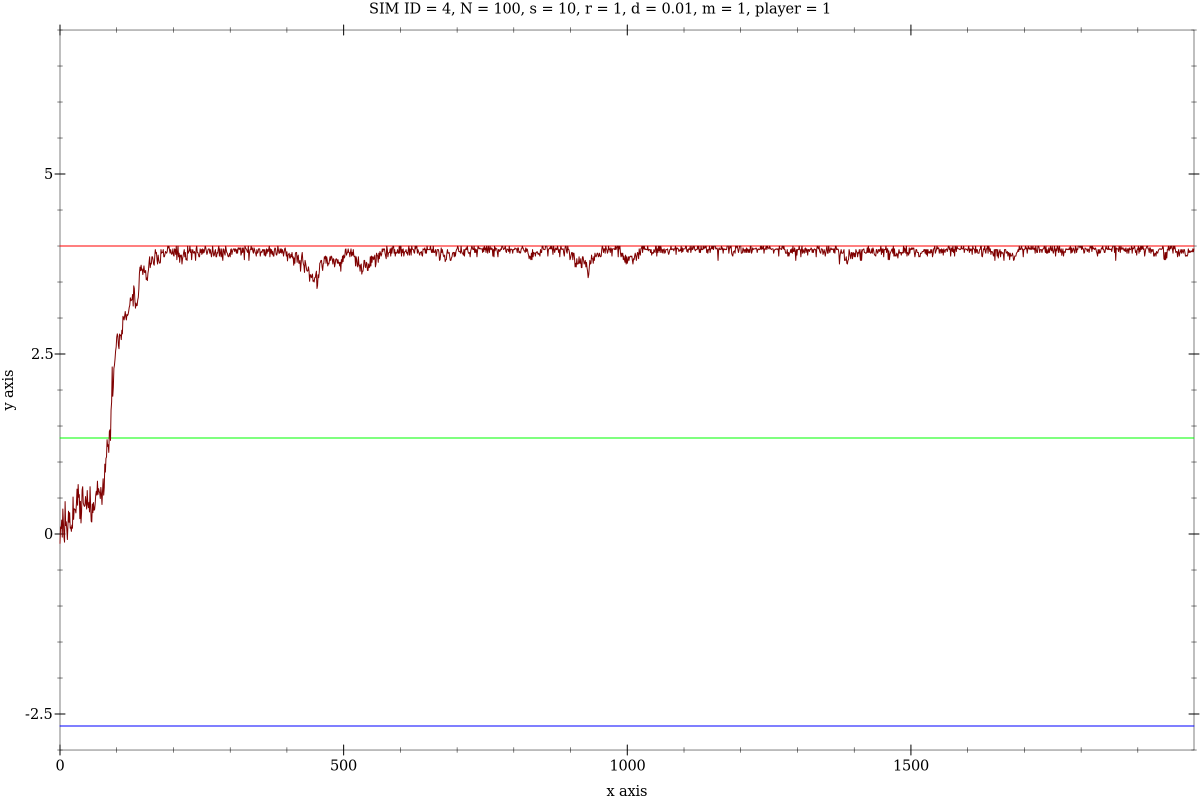 SIM ID = 4, N = 100, s = 10, r = 1, d = 0.01, m = 1, player = 1
5
2.5
0
-2.5
y axis
0 500 1000 1500
x axis